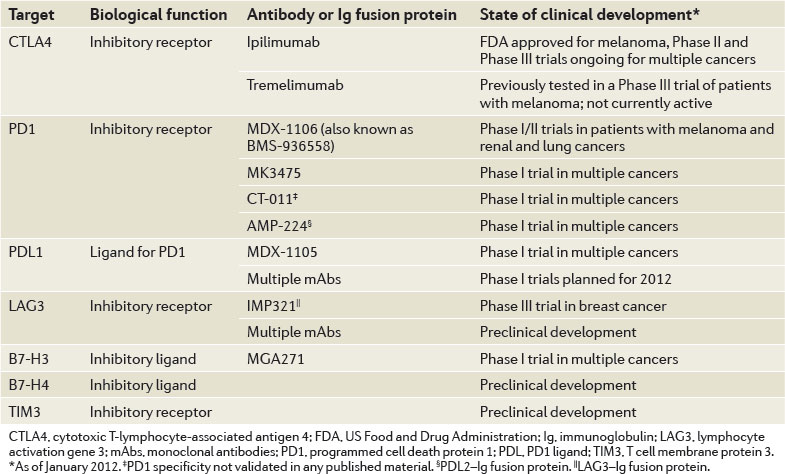 Target Biological function Antibody or Ig fusion protein State of clinical development*
CTLA4 Inhibitory receptor Ipilimumab FDA approved for melanoma, Phase II and
Phase III trials ongoing for multiple cancers
Tremelimumab Previously tested in a Phase III trial of patients
with melanoma; not currently active
PD1 Inhibitory receptor MDX-1106 (also known as Phase I/II trials in patients with melanoma and
BMS-936558) renal and lung cancers
MK3475 Phase I trial in multiple cancers
CT-011‡ Phase I trial in multiple cancers
AMP-224§ Phase I trial in multiple cancers
PDL1 Ligand for PD1 MDX-1105 Phase I trial in multiple cancers
Multiple mAbs Phase I trials planned for 2012
LAG3 Inhibitory receptor IMP321|| Phase III trial in breast cancer
Multiple mAbs Preclinical development
B7-H3 Inhibitory ligand MGA271 Phase I trial in multiple cancers
B7-H4 Inhibitory ligand Preclinical development
TIM3 Inhibitory receptor Preclinical development
CTLA4, cytotoxic T-lymphocyte-associated antigen 4; FDA, US Food and Drug Administration; Ig, immunoglobulin; LAG3, lymphocyte
activation gene 3; mAbs, monoclonal antibodies; PD1, programmed cell death protein 1; PDL, PD1 ligand; TIM3, T cell membrane protein 3.
*As of January 2012. ‡PD1 specificity not validated in any published material. §PDL2–Ig fusion protein. ||LAG3–Ig fusion protein.